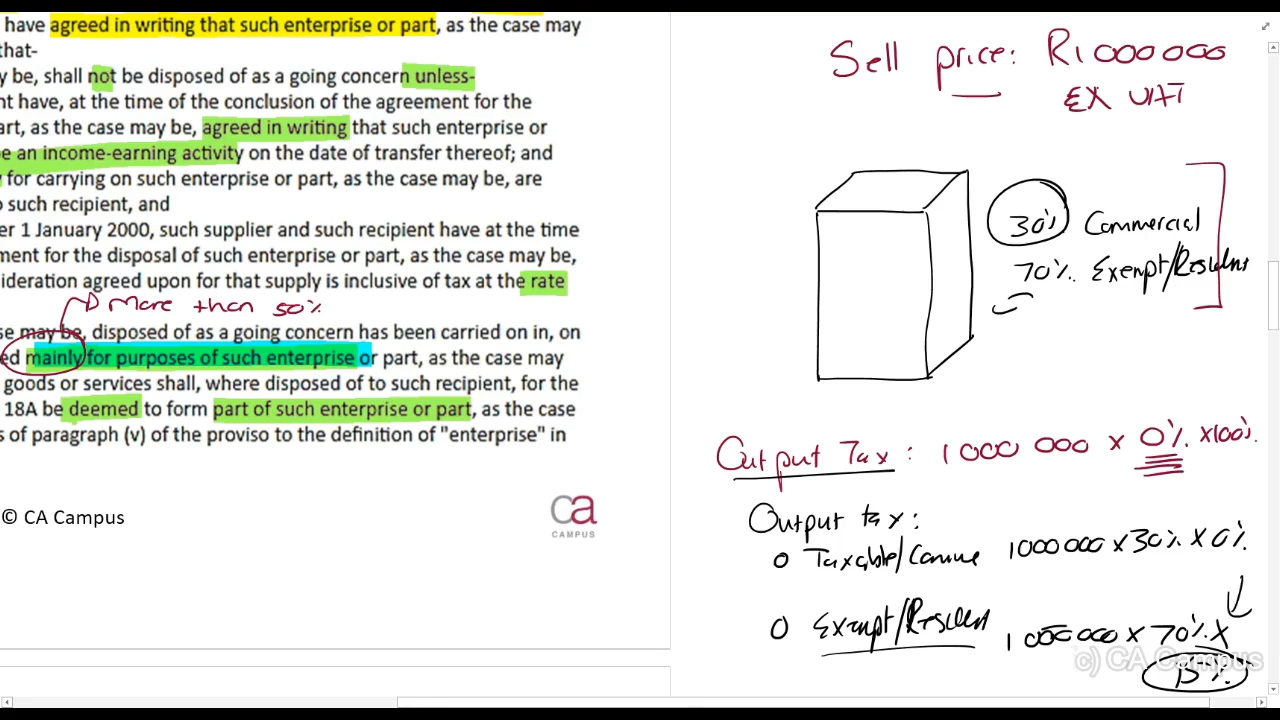 have agreed in writing that such enterprise or part, as the case may
that-
y be, shall not be disposed of as a going concern unless-
nt have, at the time of the conclusion of the agreement for the
art, as the case may be, agreed in writing that such enterprise or
e an income-earning activity on the date of transfer thereof; and
for carrying on such enterprise or part, as the case may be, are
o such recipient, and
er 1 January 2000, such supplier and such recipient have at the time
ment for the disposal of such enterprise or part, as the case may be,
sideration agreed upon for that supply is inclusive of tax at the rate
More than 50%
se may be, disposed of as a going concern has been carried on in, on
ed mainly for purposes of such enterprise or part, as the case may
goods or services shall, where disposed of to such recipient, for the
18A be deemed to form part of such enterprise or part, as the case
s of paragraph (v) of the proviso to the definition of "enterprise" in
© CA Campus
ca
CAMPUS
Sell price: R1000000
EX VAT
30% Commercial
70% Exempt/Resident
Output Tax: 1000 000 x 0% x100%
Output tax:
Taxable/Comme 1000000 x 30% x 0%
Exempt/Resident 1000000 x 70% x
15%
(c) CA Campus